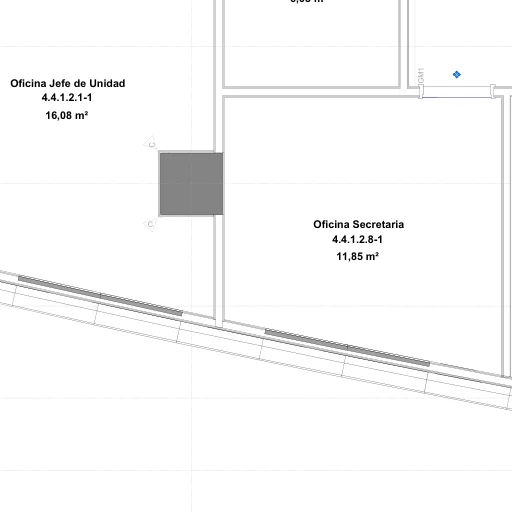 Oficina Jefe de Unidad
4.4.1.2.1-1
16,08 m²
C
C
GM1
Oficina Secretaria
4.4.1.2.8-1
11,85 m²